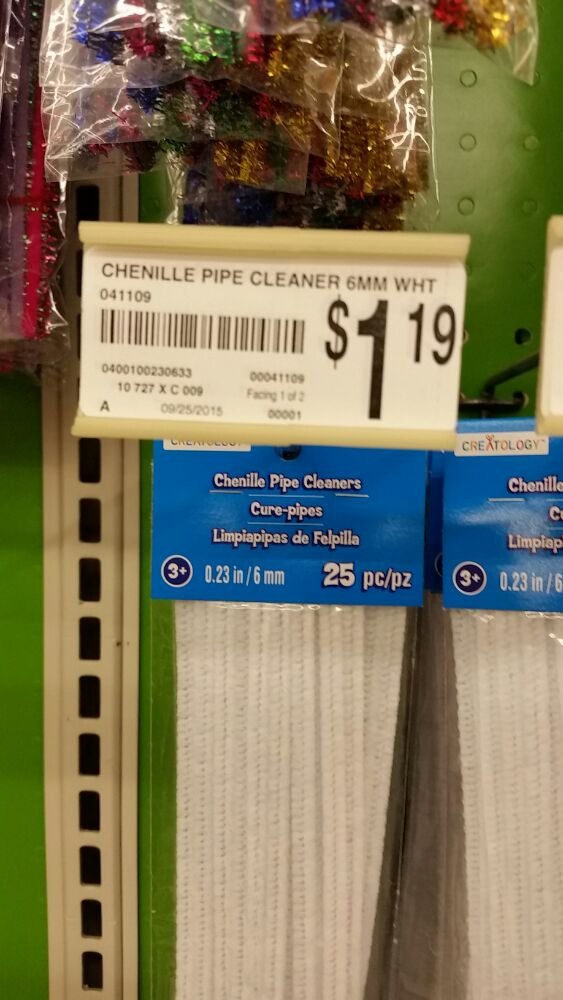 CHENILLE PIPE CLEANER 6MM WHT
041109
$1 19
0400100230633 00041109
10 727 X C 009 Facing 1 of 2
A 09/25/2015 00001
CREATOLOGY
Chenille Pipe Cleaners
Cure-pipes
Limpiapipas de Felpilla
3+ 0.23 in / 6 mm 25 pc/pz
CREATOLOGY™
Chenille
Limpiap
3+ 0.23 in / 6